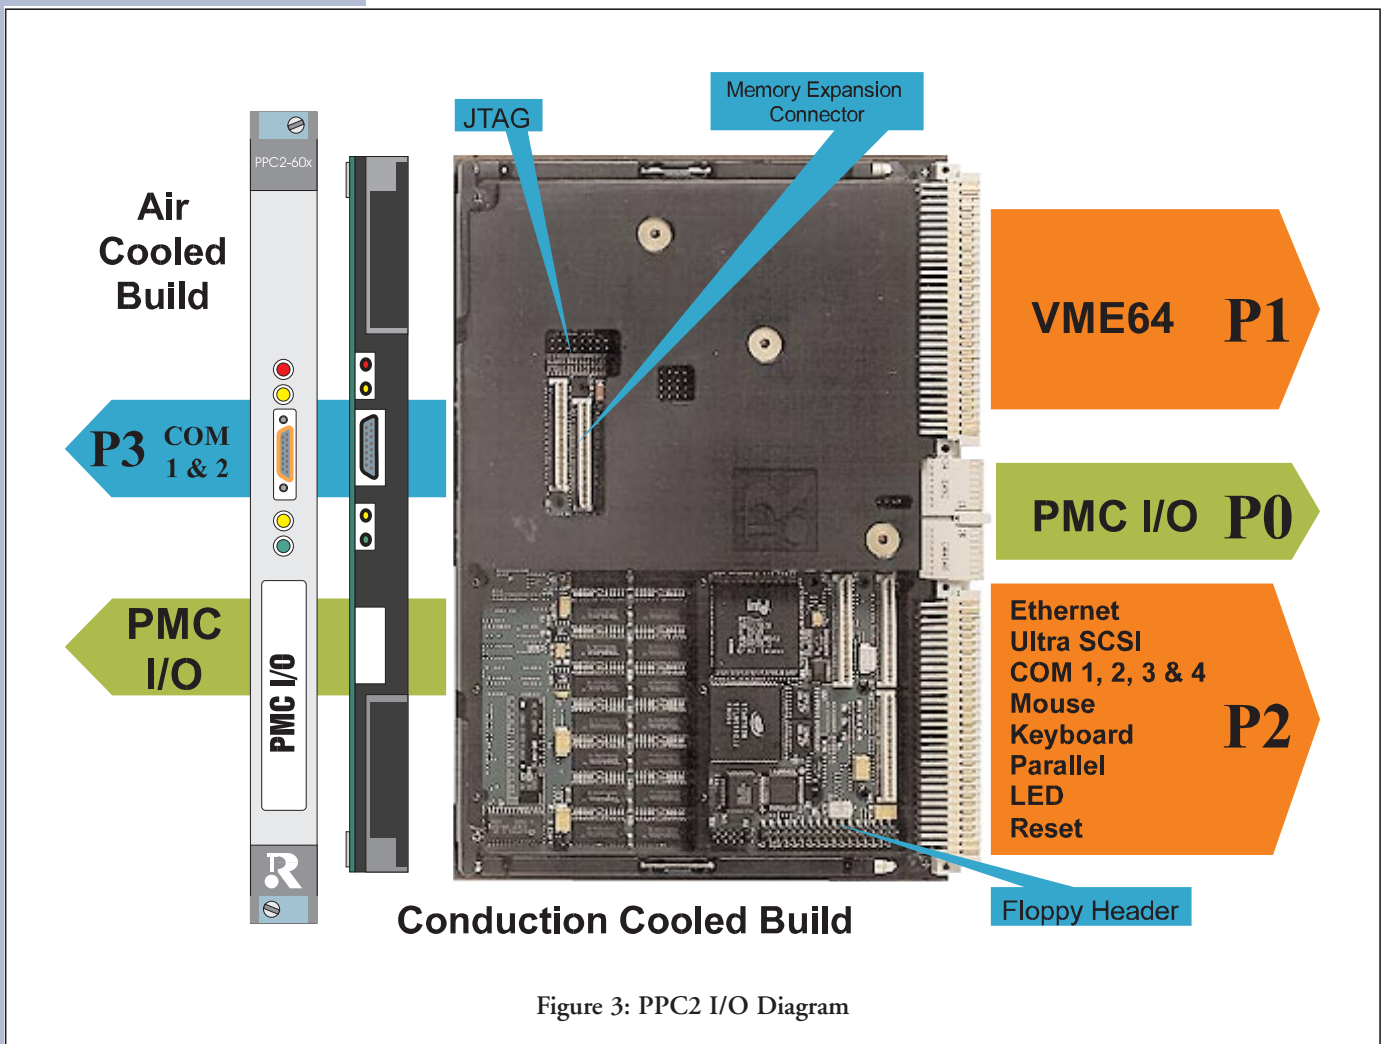 JTAG
Memory Expansion
Connector
PPC2-60x
Air
Cooled
Build
VME64 P1
P3 COM
1 & 2
PMC I/O P0
PMC
I/O
PMC I/O
Ethernet
Ultra SCSI
COM 1, 2, 3 & 4
Mouse
Keyboard
Parallel
LED
Reset
P2
R
Floppy Header
Conduction Cooled Build
Figure 3: PPC2 I/O Diagram